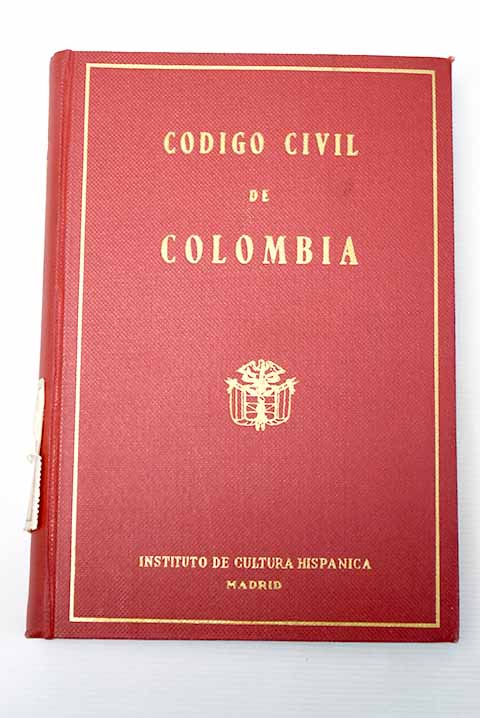 CODIGO CIVIL
DE
COLOMBIA
INSTITUTO DE CULTURA HISPANICA
MADRID